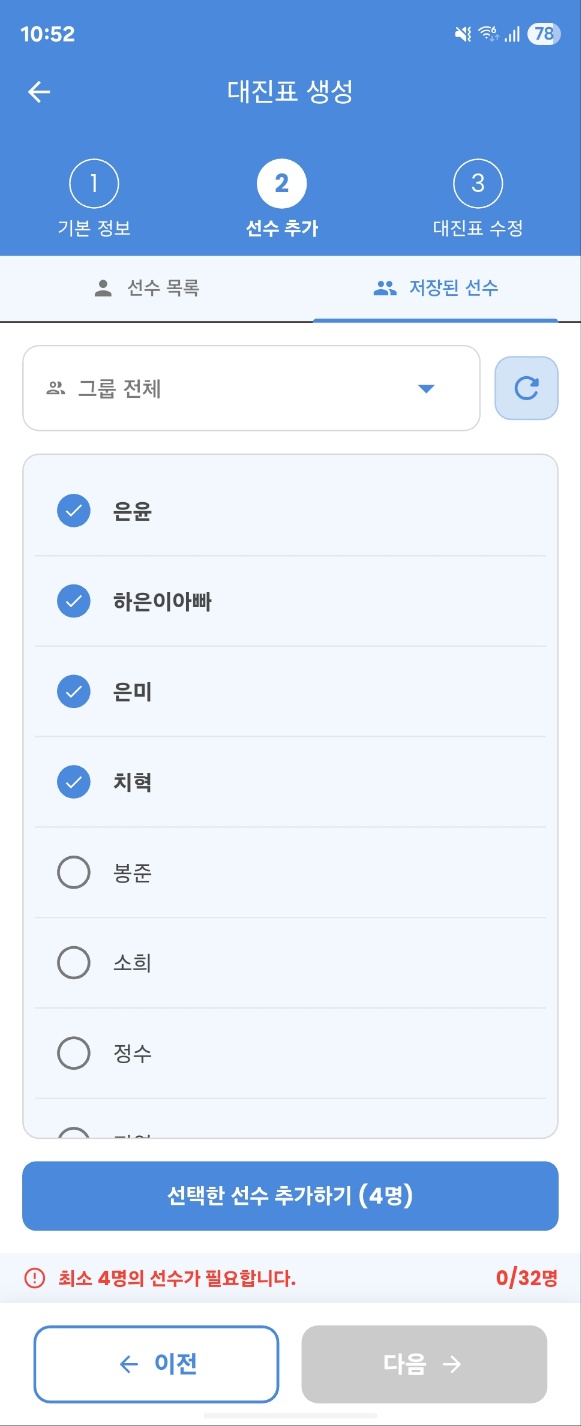 10:52
78
대진표 생성
1
2
3
기본 정보
선수 추가
대진표 수정
선수 목록
저장된 선수
그룹 전체
은윤
하은이아빠
은미
치혁
봉준
소희
정수
선택한 선수 추가하기 (4명)
최소 4명의 선수가 필요합니다.
0/32명
이전
다음